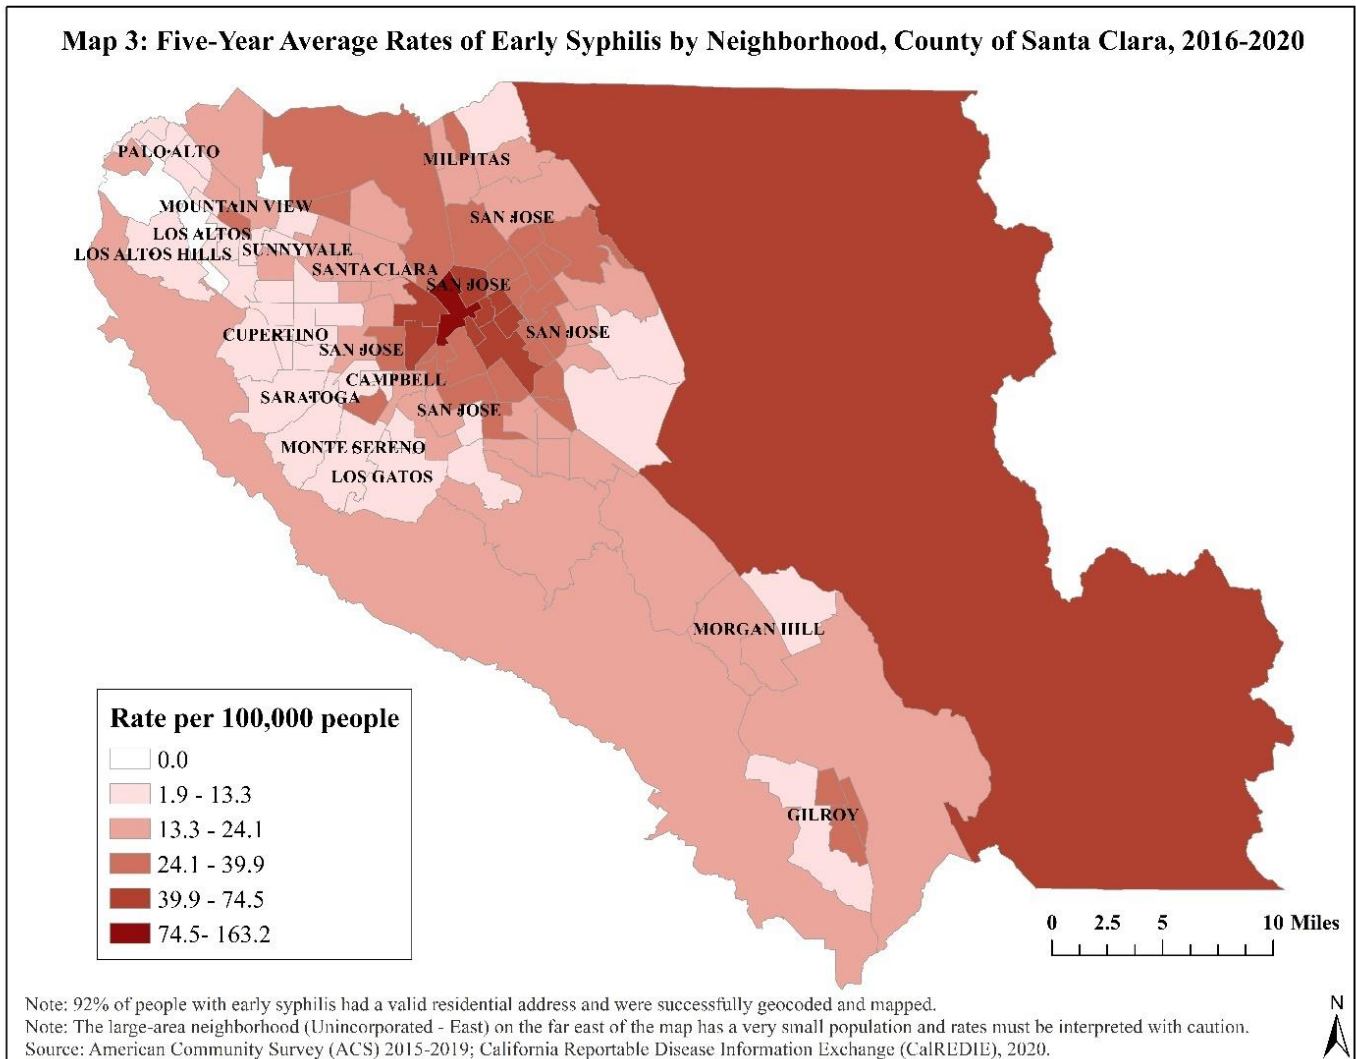 Map 3: Five-Year Average Rates of Early Syphilis by Neighborhood, County of Santa Clara, 2016-2020
PALO ALTO
MILPITAS
MOUNTAIN VIEW
SAN JOSE
LOS ALTOS
LOS ALTOS HILLS
SUNNYVALE
SANTA CLARA
SAN JOSE
CUPERTINO
SAN JOSE
SAN JOSE
CAMPBELL
SARATOGA
SAN JOSE
MONTE SERENO
LOS GATOS
MORGAN HILL
GILROY
Rate per 100,000 people
0.0
1.9 - 13.3
13.3 - 24.1
24.1 - 39.9
39.9 - 74.5
74.5- 163.2
0 2.5 5 10 Miles
N
Note: 92% of people with early syphilis had a valid residential address and were successfully geocoded and mapped.
Note: The large-area neighborhood (Unincorporated - East) on the far east of the map has a very small population and rates must be interpreted with caution.
Source: American Community Survey (ACS) 2015-2019; California Reportable Disease Information Exchange (CalREDIE), 2020.